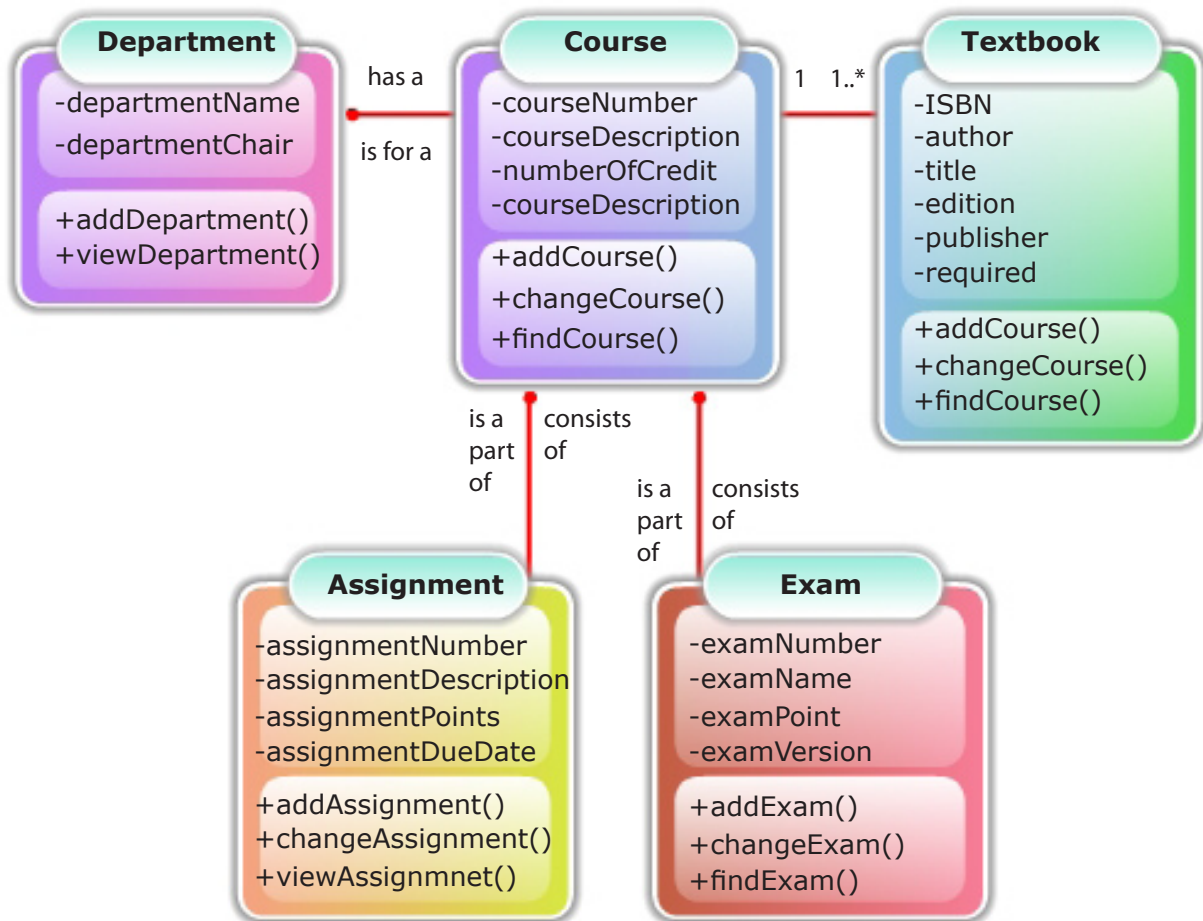 Department
-departmentName
-departmentChair
+addDepartment()
+viewDepartment()
has a
is for a
Course
-courseNumber
-courseDescription
-numberOfCredit
-courseDescription
+addCourse()
+changeCourse()
+findCourse()
1 1..*
Textbook
-ISBN
-author
-title
-edition
-publisher
-required
+addCourse()
+changeCourse()
+findCourse()
is a
part
of
consists
of
is a
part
of
consists
of
Assignment
-assignmentNumber
-assignmentDescription
-assignmentPoints
-assignmentDueDate
+addAssignment()
+changeAssignment()
+viewAssignmnet()
Exam
-examNumber
-examName
-examPoint
-examVersion
+addExam()
+changeExam()
+findExam()